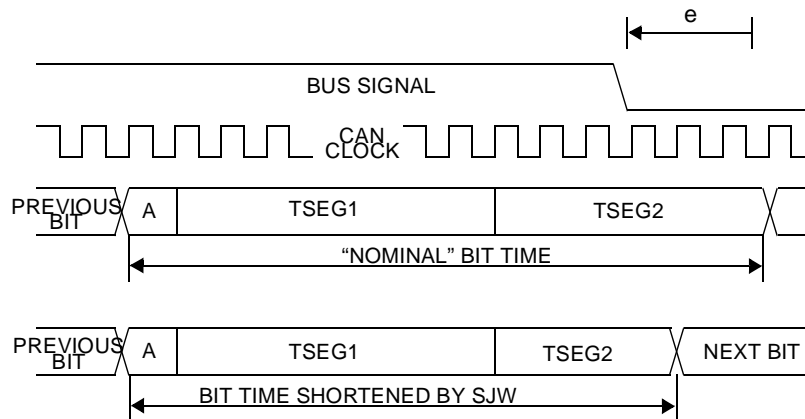 e
BUS SIGNAL
CAN
CLOCK
PREVIOUS
BIT
A
TSEG1
TSEG2
“NOMINAL” BIT TIME
PREVIOUS
BIT
A
TSEG1
TSEG2
NEXT BIT
BIT TIME SHORTENED BY SJW